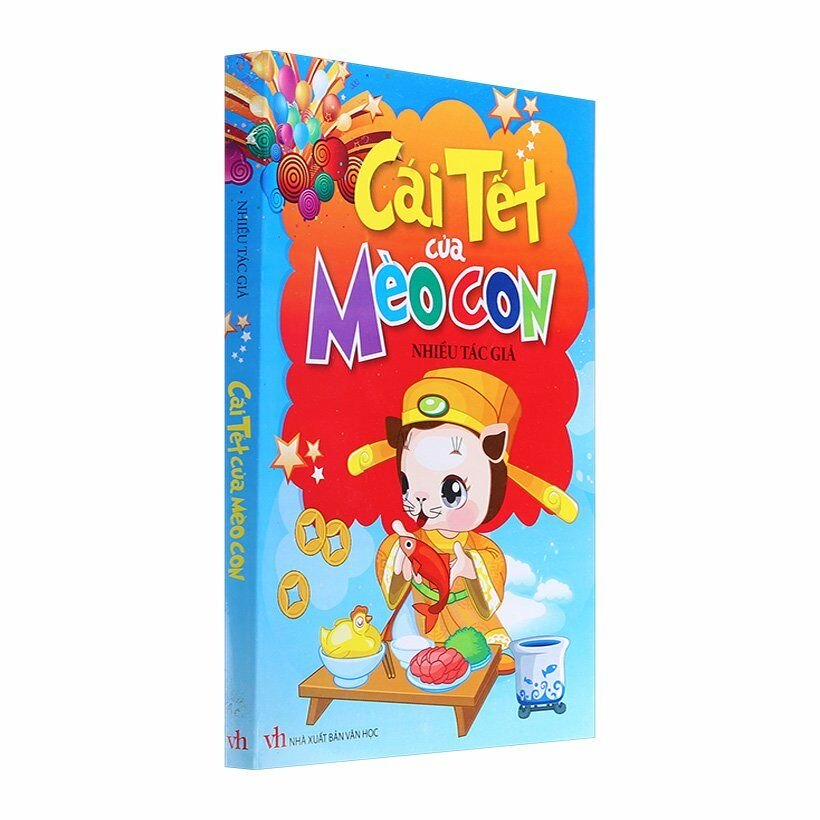 NHIỀU TÁC GIẢ
Cái Tết của Mèo con
vh
Cái Tết
của
Mèo con
NHIỀU TÁC GIẢ
vh NHÀ XUẤT BẢN VĂN HỌC